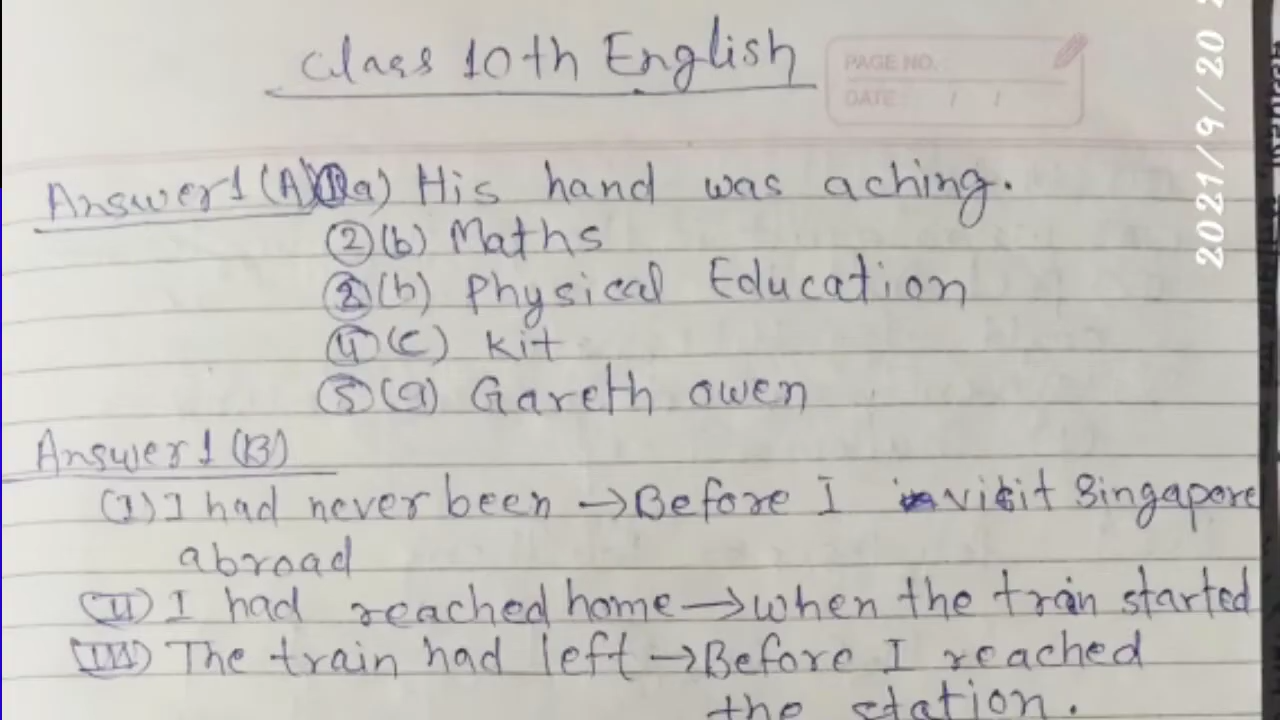 Class 10th English
PAGE NO.
DATE / /
2021/9/20
Answer 1 (A) (1)(a) His hand was aching.
(2)(b) Maths
(3)(b) Physical Education
(4)(c) Kit
(5)(a) Gareth owen
Answer 1 (B)
(I) I had never been → Before I visit Singapore
abroad
(II) I had reached home → when the train started
(III) The train had left → Before I reached
the station.